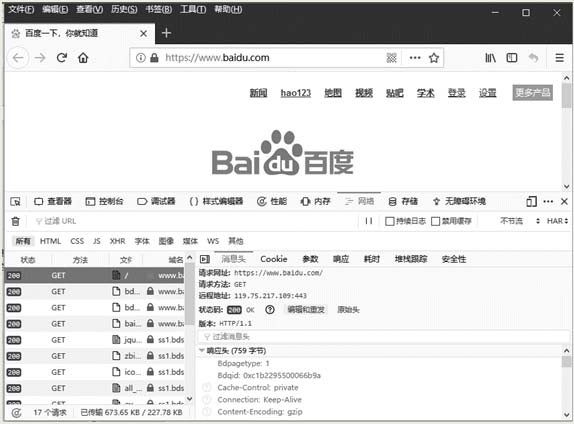 文件(F) 编辑(E) 查看(V) 历史(S) 书签(B) 工具(T) 帮助(H)
百度一下，你就知道
https://www.baidu.com
新闻 hao123 地图 视频 贴吧 学术 登录 设置 更多产品
Bai du 百度
查看器 控制台 调试器 {} 样式编辑器 性能 内存 网络 存储 无障碍环境
过滤 URL 持续日志 禁用缓存 不节流 HAR
所有 HTML CSS JS XHR 字体 图像 媒体 WS 其他
状态 方法 文件 域名 消息头 Cookie 参数 响应 耗时 堆栈跟踪 安全性
200 GET / www.ba
200 GET bd... www.ba
200 GET bai... www.ba
200 GET jqu... ss1.bds
200 GET zbi... ss1.bds
200 GET ico... ss1.bds
200 GET all_... ss1.bds
17 个请求 已传输 673.65 KB / 227.78 KB
请求网址: https://www.baidu.com/
请求方法: GET
远程地址: 119.75.217.109:443
状态码: 200 OK 编辑和重发 原始头
版本: HTTP/1.1
过滤消息头
响应头 (759 字节)
Bdpagetype: 1
Bdqid: 0xc1b2295500066b9a
Cache-Control: private
Connection: Keep-Alive
Content-Encoding: gzip